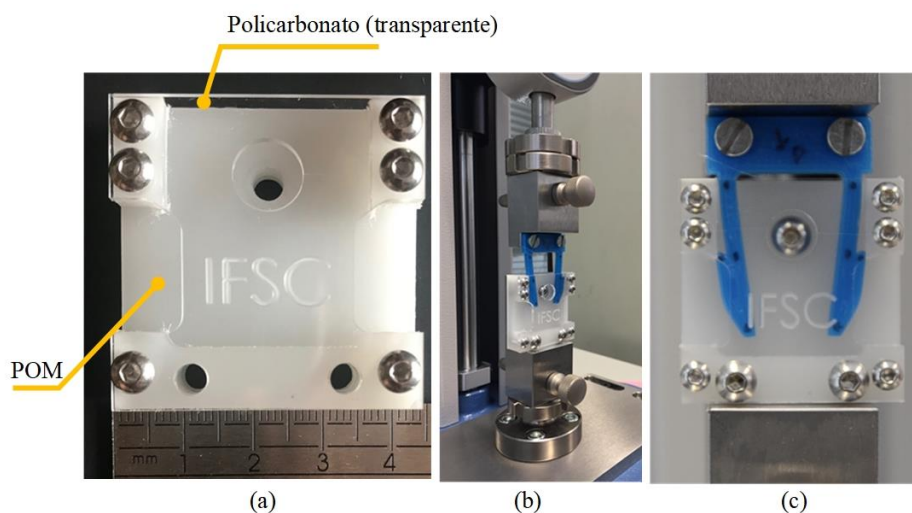 Policarbonato (transparente)
IFSC
POM
mm 1 2 3 4
IFSC
IFSC
(a) (b) (c)